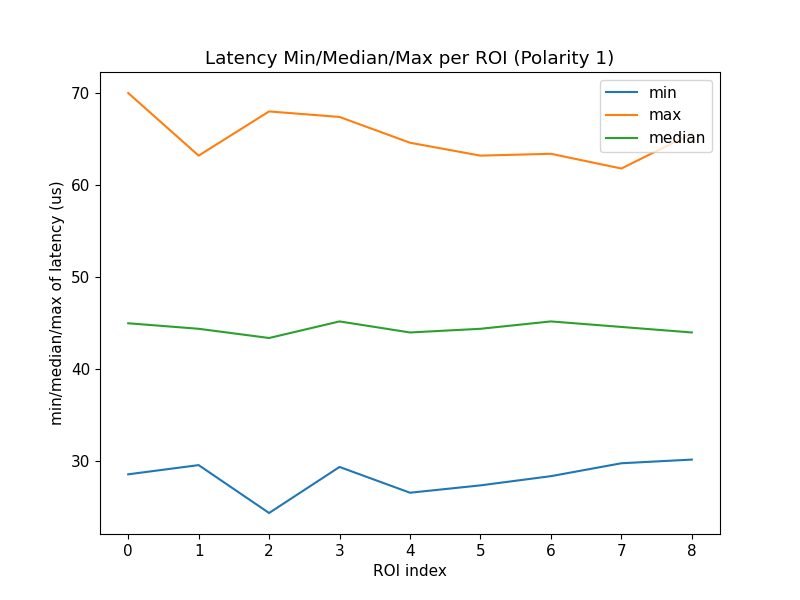 Latency Min/Median/Max per ROI (Polarity 1)
min
max
median
min/median/max of latency (us)
70
60
50
40
30
0 1 2 3 4 5 6 7 8
ROI index